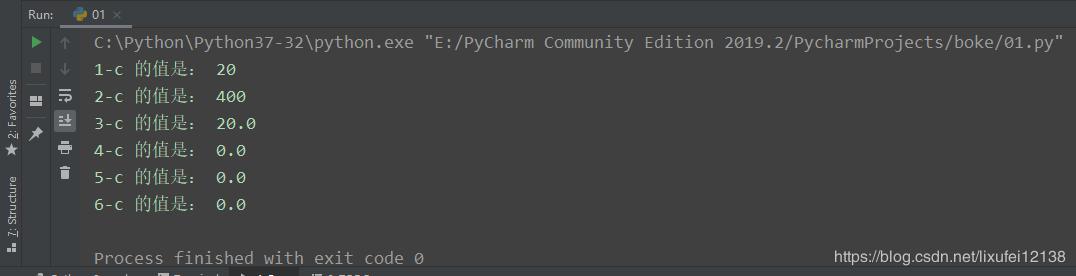 Run: 01
C:\Python\Python37-32\python.exe "E:/PyCharm Community Edition 2019.2/PycharmProjects/boke/01.py"
1-c 的值是： 20
2-c 的值是： 400
3-c 的值是： 20.0
4-c 的值是： 0.0
5-c 的值是： 0.0
6-c 的值是： 0.0
Process finished with exit code 0
2: Favorites
7: Structure
https://blog.csdn.net/lixufei12138